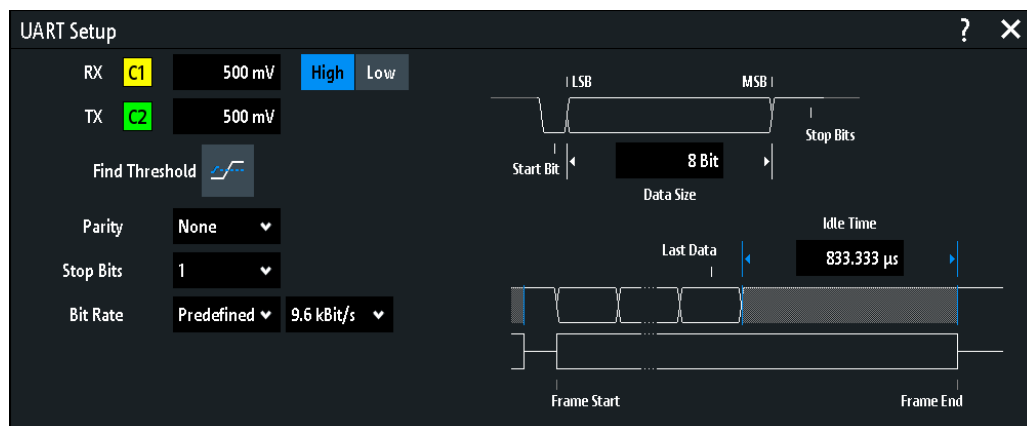 UART Setup ? ✕
RX C1 500 mV High Low
TX C2 500 mV
Find Threshold
Parity None
Stop Bits 1
Bit Rate Predefined 9.6 kBit/s
LSB MSB
Stop Bits
Start Bit 8 Bit
Data Size
Idle Time
Last Data 833.333 µs
Frame Start Frame End